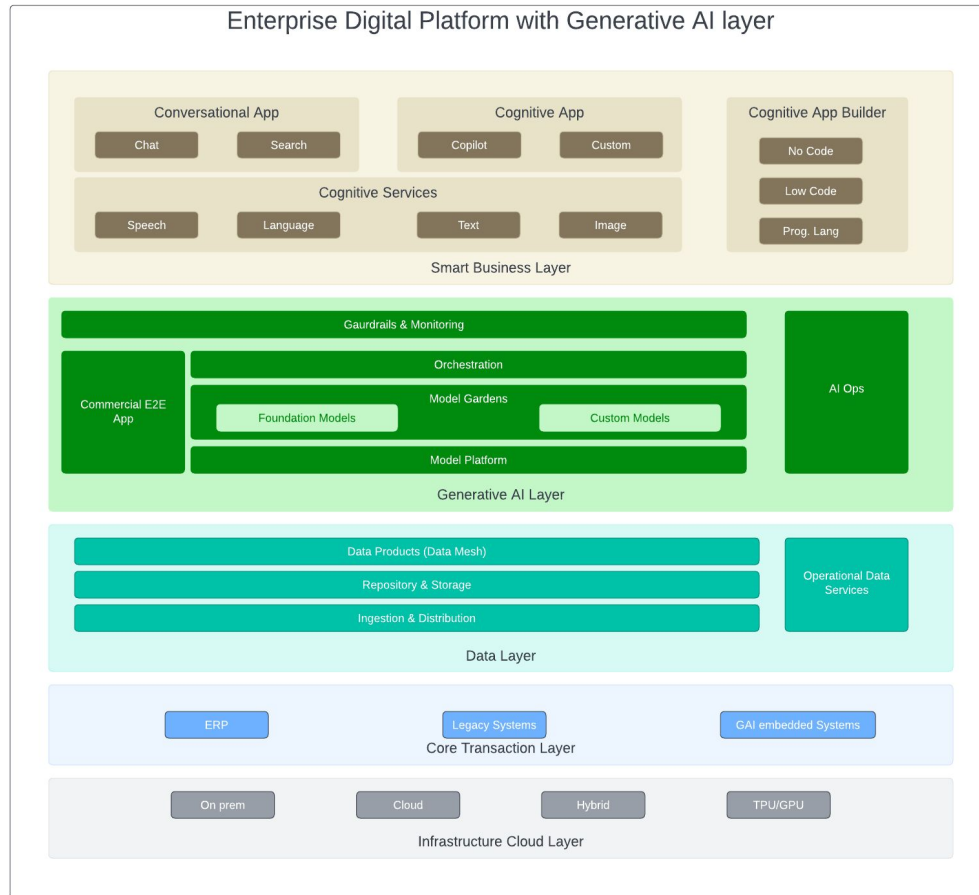 Enterprise Digital Platform with Generative AI layer
Conversational App
Chat
Search
Cognitive App
Copilot
Custom
Cognitive App Builder
No Code
Low Code
Prog. Lang
Cognitive Services
Speech
Language
Text
Image
Smart Business Layer
Gaurdrails & Monitoring
Commercial E2E
App
Orchestration
Model Gardens
Foundation Models
Custom Models
Model Platform
AI Ops
Generative AI Layer
Data Products (Data Mesh)
Repository & Storage
Ingestion & Distribution
Operational Data
Services
Data Layer
ERP
Legacy Systems
GAI embedded Systems
Core Transaction Layer
On prem
Cloud
Hybrid
TPU/GPU
Infrastructure Cloud Layer